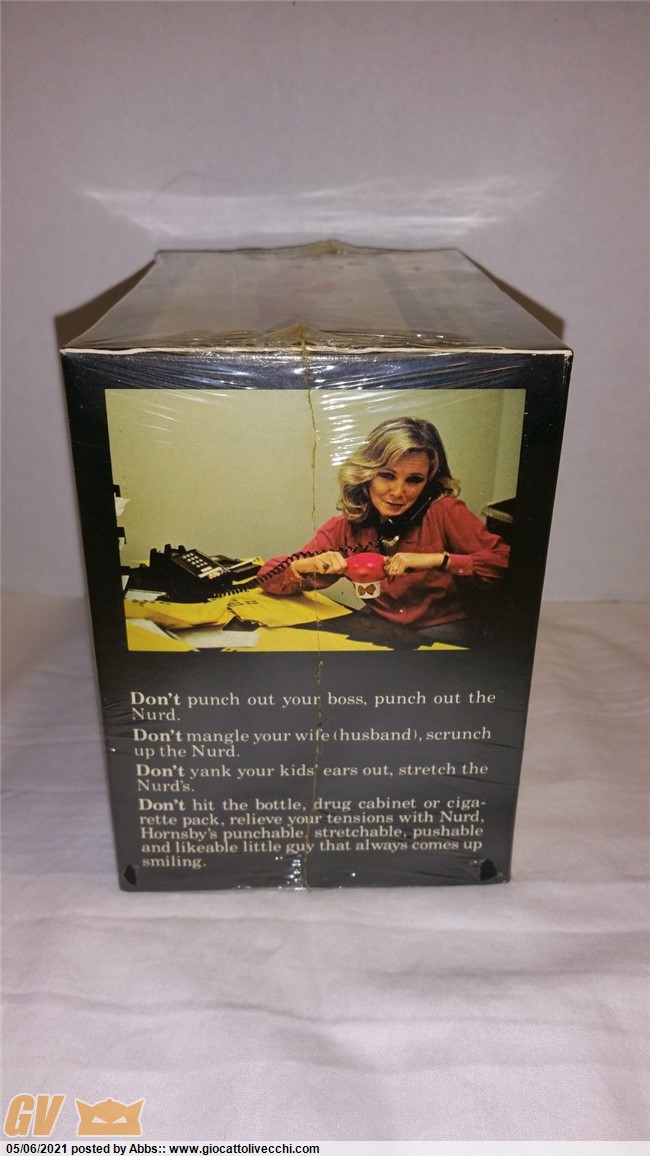 Don't punch out your boss, punch out the
Nurd.
Don't mangle your wife (husband), scrunch
up the Nurd.
Don't yank your kids' ears out, stretch the
Nurd's.
Don't hit the bottle, drug cabinet or ciga-
rette pack, relieve your tensions with Nurd,
Hornsby's punchable, stretchable, pushable
and likeable little guy that always comes up
smiling.
GV
05/06/2021 posted by Abbs:: www.giocattolivecchi.com